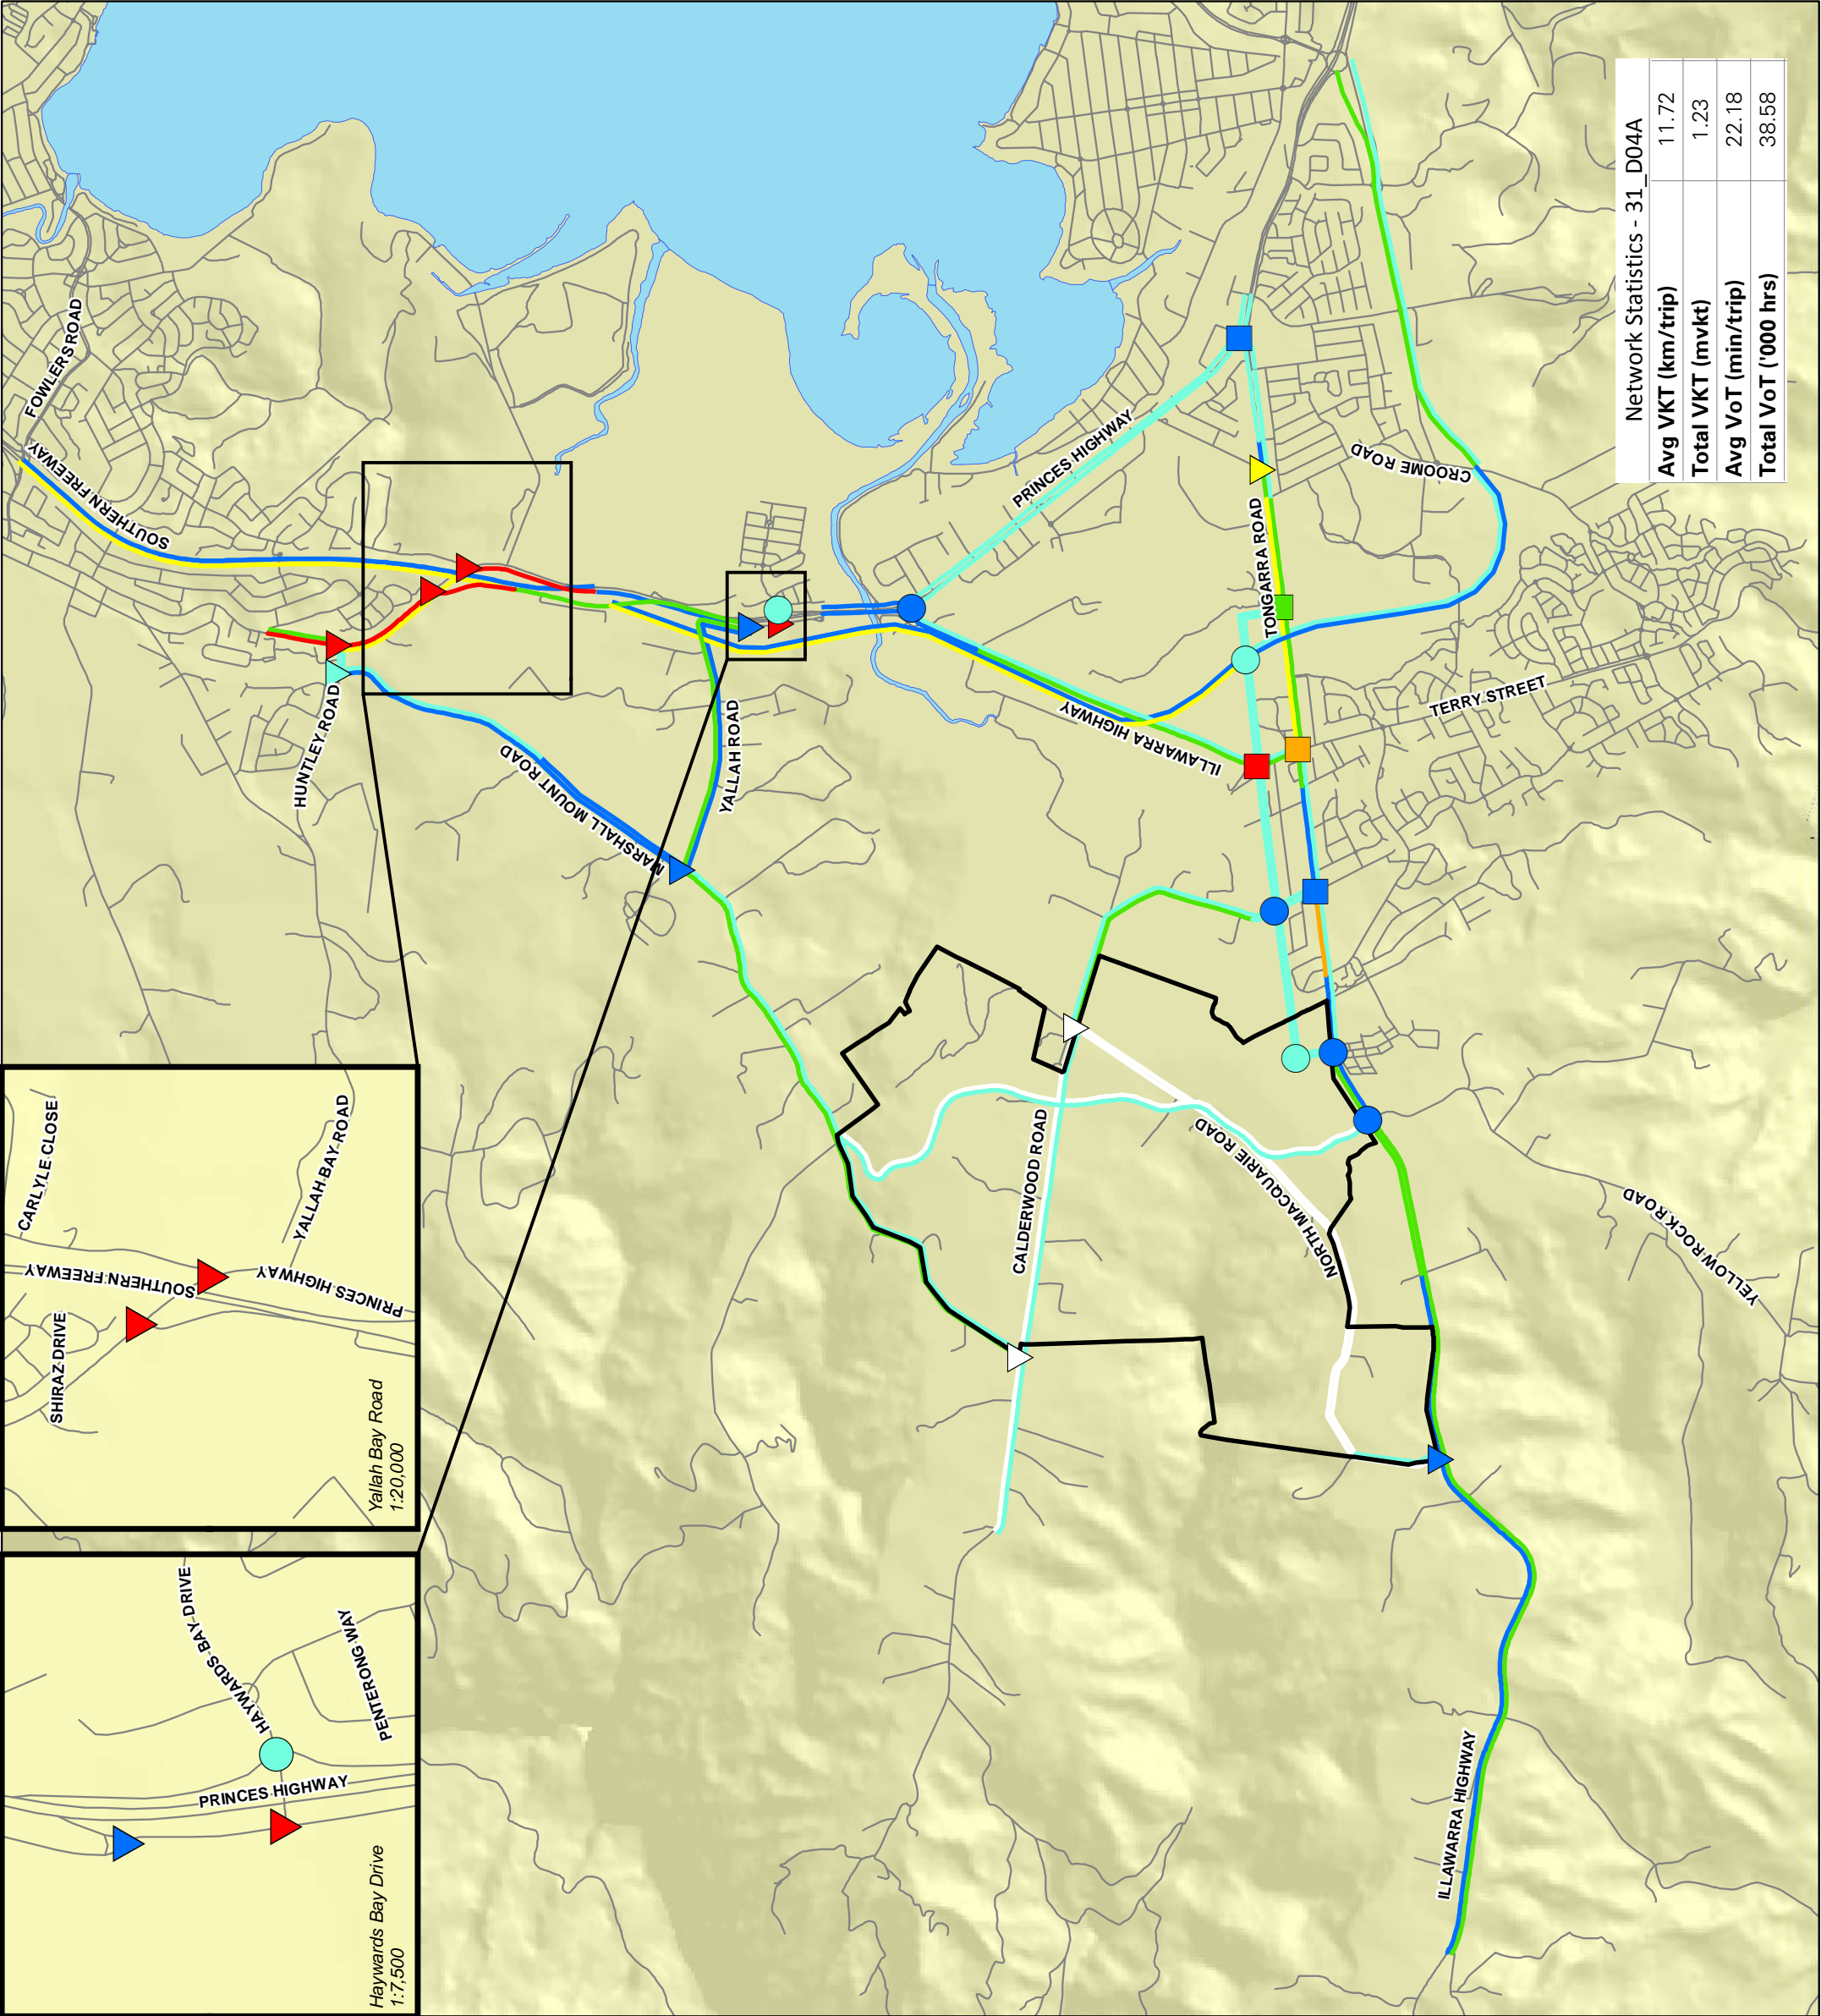 Haywards Bay Drive
1:7,500
HAYWARDS BAY DRIVE
PENTERONG WAY
PRINCES HIGHWAY
Yallah Bay Road
1:20,000
CARLYLE CLOSE
YALLAH BAY ROAD
SOUTHERN FREEWAY
PRINCES HIGHWAY
SHIRAZ DRIVE
FOWLERS ROAD
SOUTHERN FREEWAY
HUNTLEY ROAD
MARSHALL MOUNT ROAD
YALLAH ROAD
PRINCES HIGHWAY
ILLAWARRA HIGHWAY
TONGARRA ROAD
CROOME ROAD
TERRY STREET
CALDERWOOD ROAD
NORTH MACQUARIE ROAD
YELLOW ROCK ROAD
ILLAWARRA HIGHWAY
Network Statistics - 31_D04A
Avg VKT (km/trip) 11.72
Total VKT (mvkt) 1.23
Avg VoT (min/trip) 22.18
Total VoT ('000 hrs) 38.58